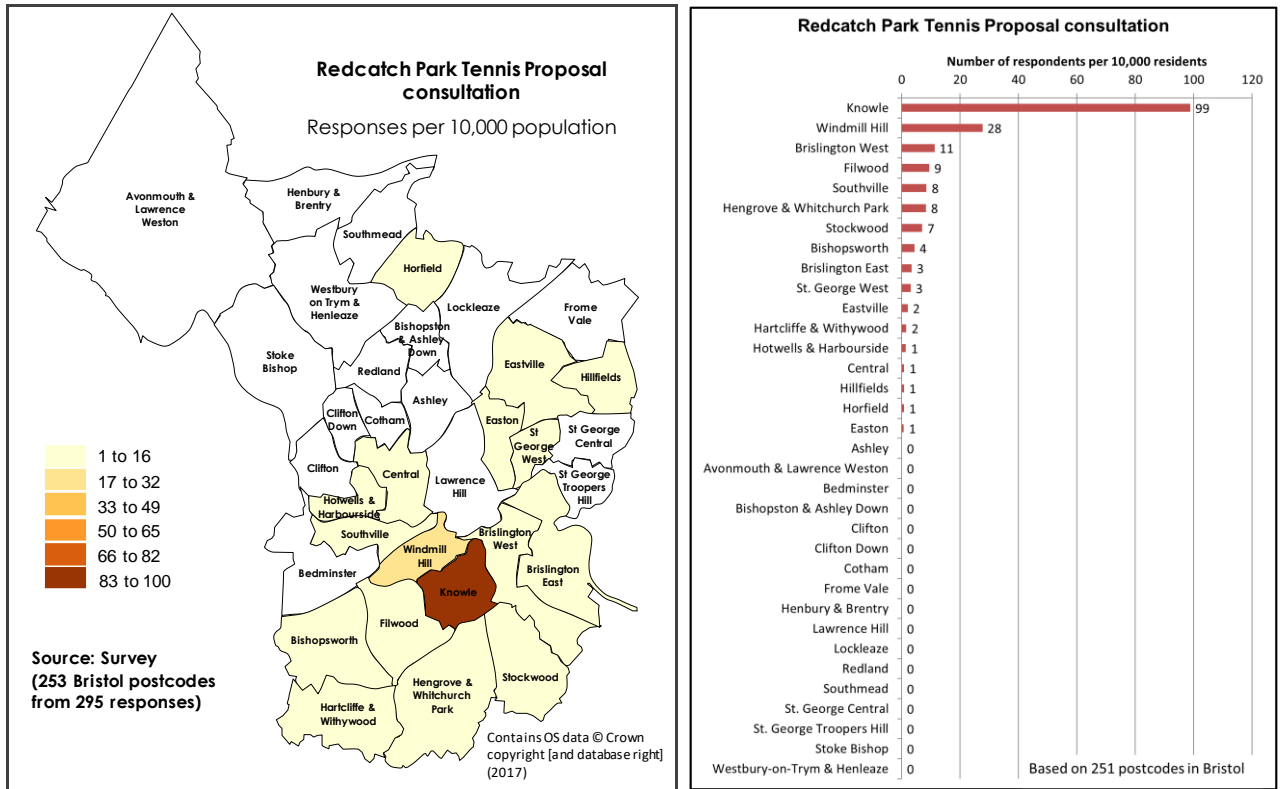 Redcatch Park Tennis Proposal
consultation
Responses per 10,000 population
Avonmouth &
Lawrence
Weston
Henbury &
Brentry
Southmead
Horfield
Westbury
on Trym &
Henleaze
Lockleaze
Frome
Vale
Bishopston
& Ashley
Down
Stoke
Bishop
Redland
Eastville
Hillfields
Ashley
Clifton
Down
Cotham
Easton
St
George
West
St George
Central
Clifton
Central
Lawrence
Hill
St George
Troopers
Hill
Hotwells &
Harbourside
Southville
Brislington
West
Windmill
Hill
Bedminster
Brislington
East
Knowle
Filwood
Bishopsworth
Stockwood
Hengrove &
Whitchurch
Park
Hartcliffe &
Withywood
1 to 16
17 to 32
33 to 49
50 to 65
66 to 82
83 to 100
Source: Survey
(253 Bristol postcodes
from 295 responses)
Contains OS data © Crown
copyright [and database right]
(2017)
Redcatch Park Tennis Proposal consultation
Number of respondents per 10,000 residents
0 20 40 60 80 100 120
Knowle 99
Windmill Hill 28
Brislington West 11
Filwood 9
Southville 8
Hengrove & Whitchurch Park 8
Stockwood 7
Bishopsworth 4
Brislington East 3
St. George West 3
Eastville 2
Hartcliffe & Withywood 2
Hotwells & Harbourside 1
Central 1
Hillfields 1
Horfield 1
Easton 1
Ashley 0
Avonmouth & Lawrence Weston 0
Bedminster 0
Bishopston & Ashley Down 0
Clifton 0
Clifton Down 0
Cotham 0
Frome Vale 0
Henbury & Brentry 0
Lawrence Hill 0
Lockleaze 0
Redland 0
Southmead 0
St. George Central 0
St. George Troopers Hill 0
Stoke Bishop 0
Westbury-on-Trym & Henleaze 0
Based on 251 postcodes in Bristol